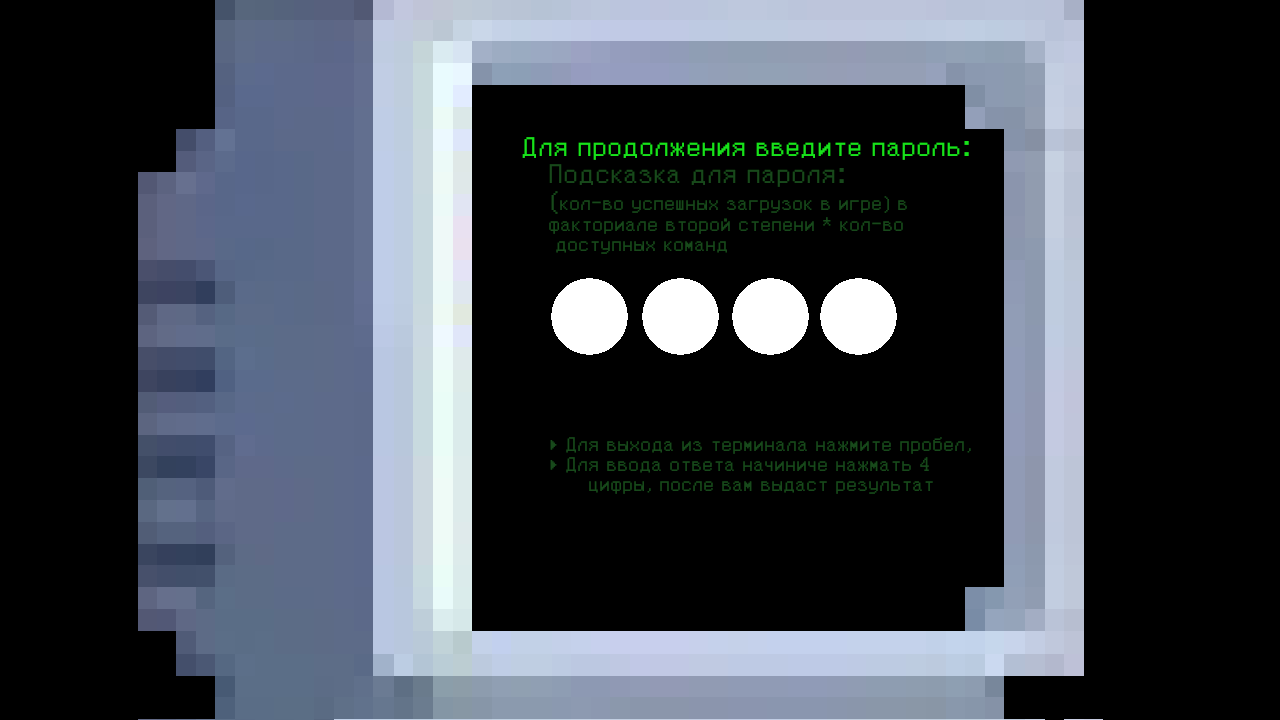 Для продолжения введите пароль:
Подсказка для пароля:
(кол-во успешных загрузок в игре) в
факториале второй степени * кол-во
доступных команд
Для выхода из терминала нажмите пробел,
Для ввода ответа начиниче нажмать 4
цифры, после вам выдаст результат